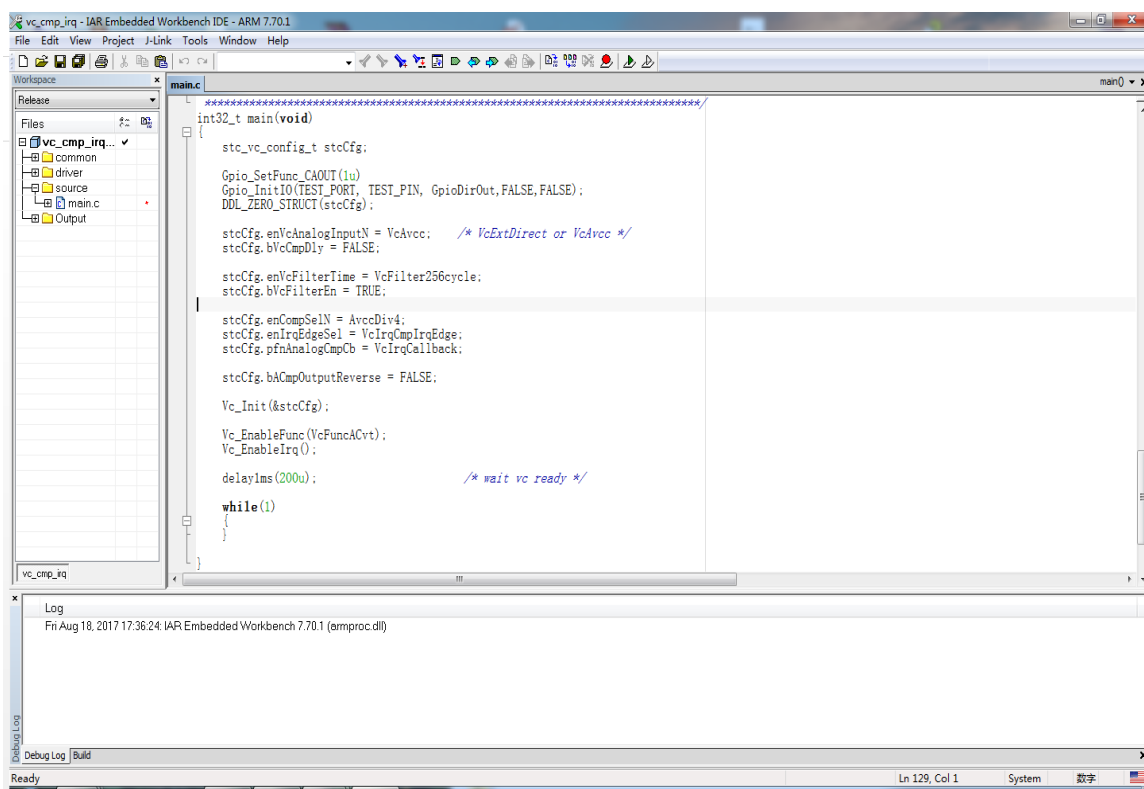 vc_cmp_irq - IAR Embedded Workbench IDE - ARM 7.70.1
File Edit View Project J-Link Tools Window Help
Workspace
main.c
main()
Release
Files
vc_cmp_irq...
common
driver
source
main.c
Output
vc_cmp_irq
int32_t main(void)
{
stc_vc_config_t stcCfg;
Gpio_SetFunc_CAOUT(1u)
Gpio_InitIO(TEST_PORT, TEST_PIN, GpioDirOut,FALSE,FALSE);
DDL_ZERO_STRUCT(stcCfg);
stcCfg.enVcAnalogInputN = VcAvcc; /* VcExtDirect or VcAvcc */
stcCfg.bVcCmpDly = FALSE;
stcCfg.enVcFilterTime = VcFilter256cycle;
stcCfg.bVcFilterEn = TRUE;
stcCfg.enCompSelN = AvccDiv4;
stcCfg.enIrqEdgeSel = VcIrqCmpIrqEdge;
stcCfg.pfnAnalogCmpCb = VcIrqCallback;
stcCfg.bACmpOutputReverse = FALSE;
Vc_Init(&stcCfg);
Vc_EnableFunc(VcFuncACvt);
Vc_EnableIrq();
delay1ms(200u); /* wait vc ready */
while(1)
{
}
}
Log
Fri Aug 18, 2017 17:36:24: IAR Embedded Workbench 7.70.1 (armproc.dll)
Debug Log
Debug Log Build
Ready
Ln 129, Col 1 System 数字